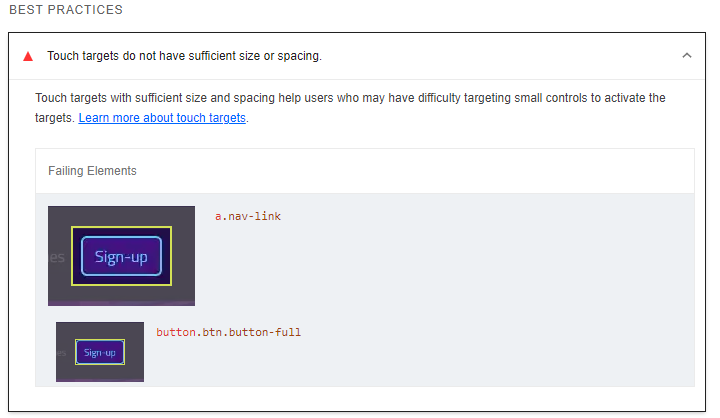 BEST PRACTICES
Touch targets do not have sufficient size or spacing.
Touch targets with sufficient size and spacing help users who may have difficulty targeting small controls to activate the
targets. Learn more about touch targets.
Failing Elements
a.nav-link
es Sign-up
button.btn.button-full
es Sign-up